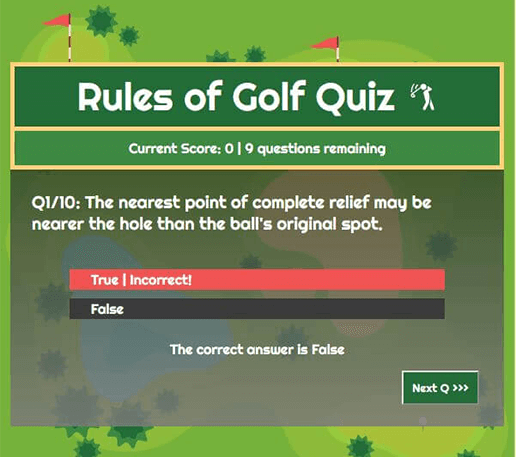 Rules of Golf Quiz
Current Score: 0 | 9 questions remaining
Q1/10: The nearest point of complete relief may be
nearer the hole than the ball's original spot.
True | Incorrect!
False
The correct answer is False
Next Q >>>